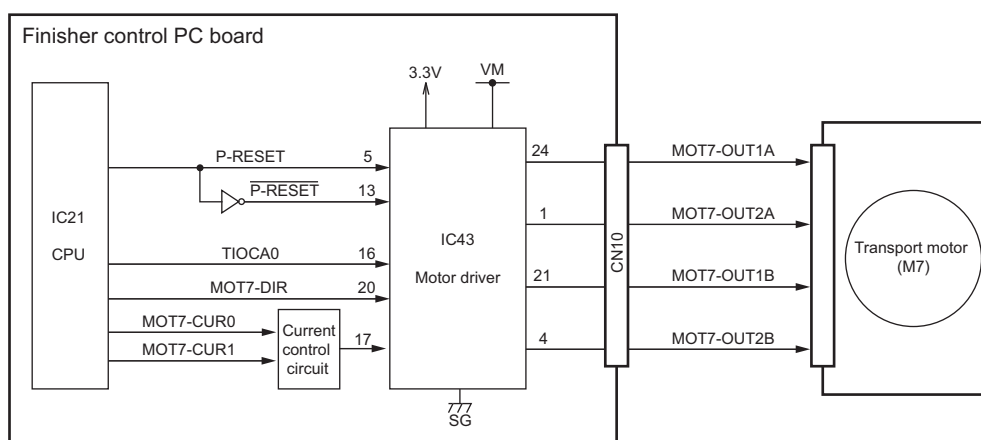 Finisher control PC board
3.3V
VM
P-RESET
5
24
MOT7-OUT1A
P-RESET
13
IC21
CPU
IC43
Motor driver
1
MOT7-OUT2A
CN10
Transport motor
(M7)
TIOCA0
16
MOT7-DIR
20
21
MOT7-OUT1B
MOT7-CUR0
MOT7-CUR1
Current
control
circuit
17
4
MOT7-OUT2B
SG